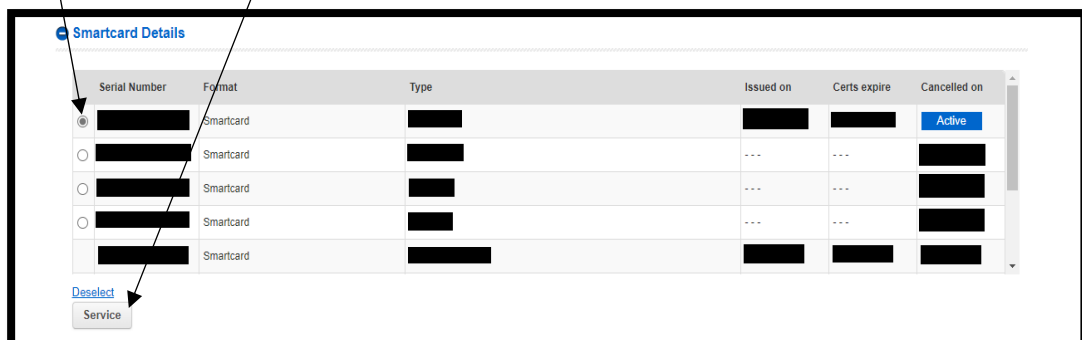 Smartcard Details
Serial Number Format Type Issued on Certs expire Cancelled on
Smartcard Active
Smartcard --- ---
Smartcard --- ---
Smartcard --- ---
Smartcard
Deselect
Service